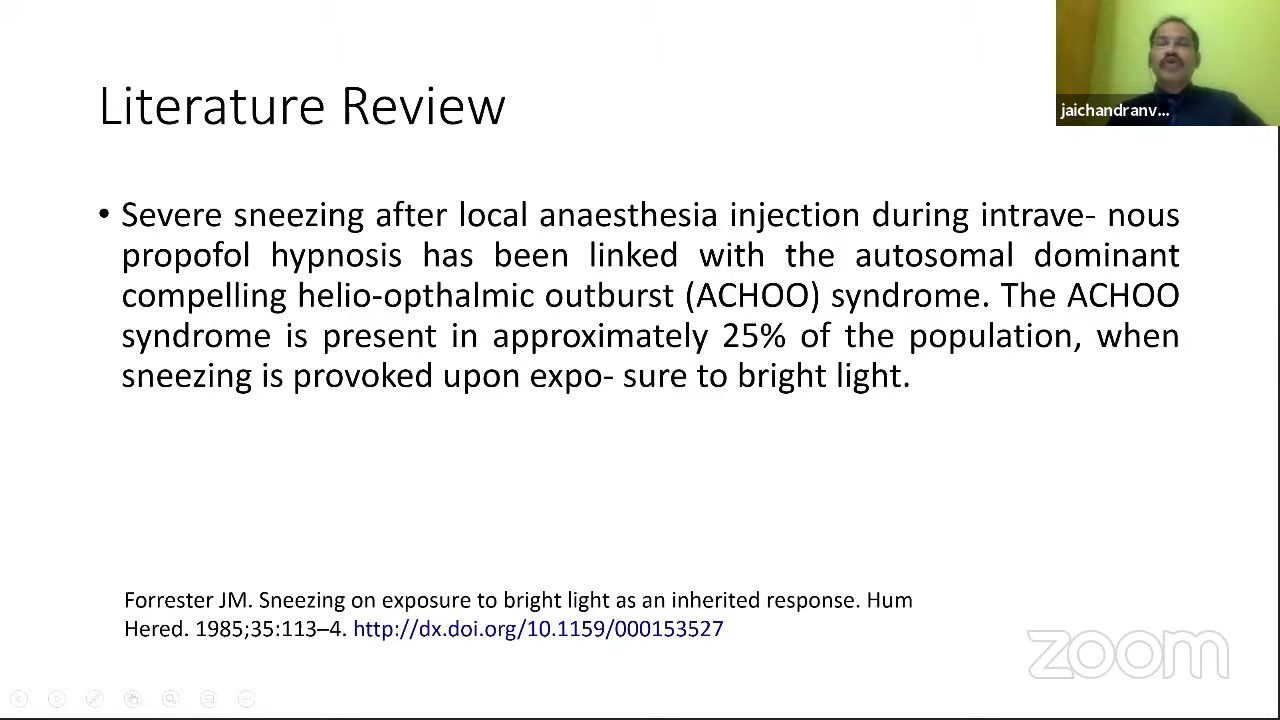 jaichandranv...
Literature Review
• Severe sneezing after local anaesthesia injection during intrave- nous
propofol hypnosis has been linked with the autosomal dominant
compelling helio-opthalmic outburst (ACHOO) syndrome. The ACHOO
syndrome is present in approximately 25% of the population, when
sneezing is provoked upon expo- sure to bright light.
Forrester JM. Sneezing on exposure to bright light as an inherited response. Hum
Hered. 1985;35:113–4. http://dx.doi.org/10.1159/000153527
zoom